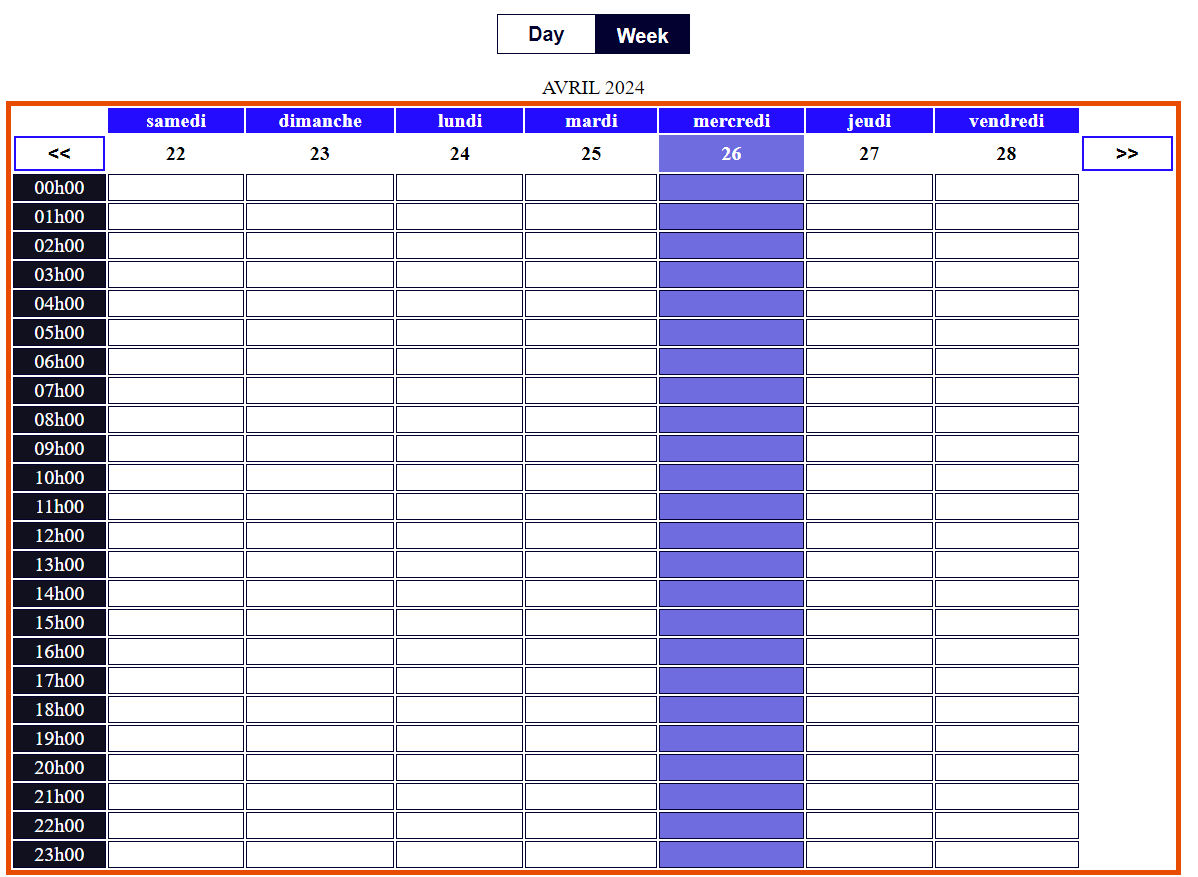 Day Week
AVRIL 2024
samedi dimanche lundi mardi mercredi jeudi vendredi
<< 22 23 24 25 26 27 28 >>
00h00
01h00
02h00
03h00
04h00
05h00
06h00
07h00
08h00
09h00
10h00
11h00
12h00
13h00
14h00
15h00
16h00
17h00
18h00
19h00
20h00
21h00
22h00
23h00